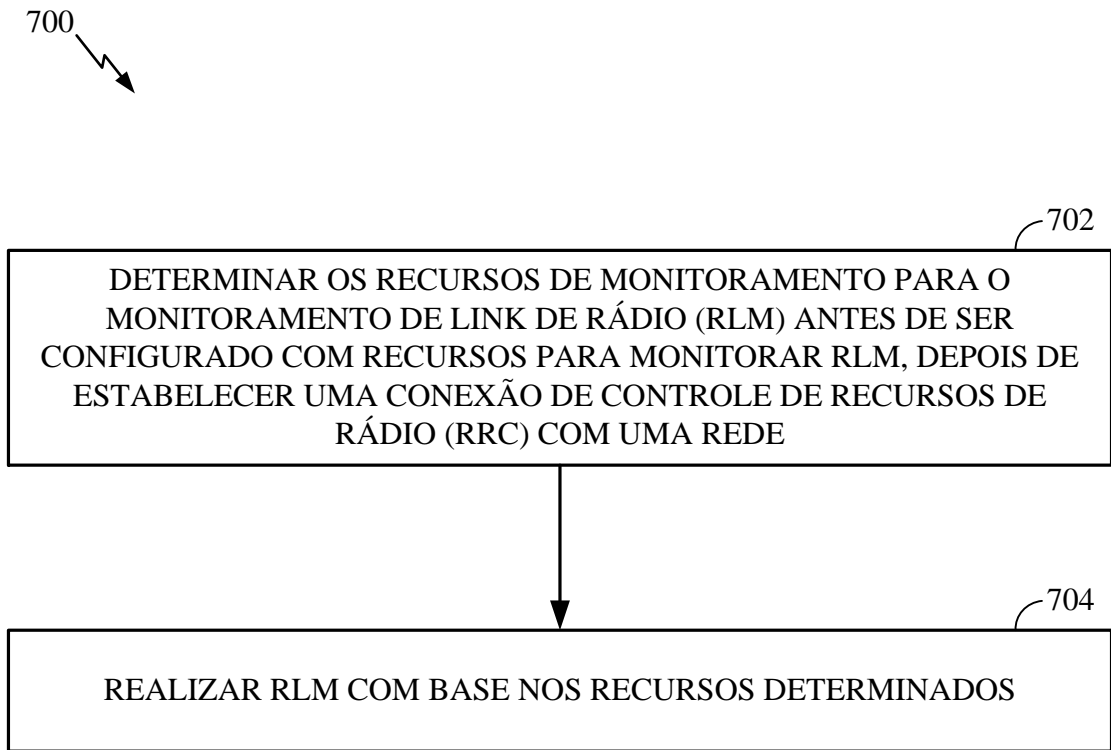 700
702
DETERMINAR OS RECURSOS DE MONITORAMENTO PARA O
MONITORAMENTO DE LINK DE RÁDIO (RLM) ANTES DE SER
CONFIGURADO COM RECURSOS PARA MONITORAR RLM, DEPOIS DE
ESTABELECER UMA CONEXÃO DE CONTROLE DE RECURSOS DE
RÁDIO (RRC) COM UMA REDE
704
REALIZAR RLM COM BASE NOS RECURSOS DETERMINADOS